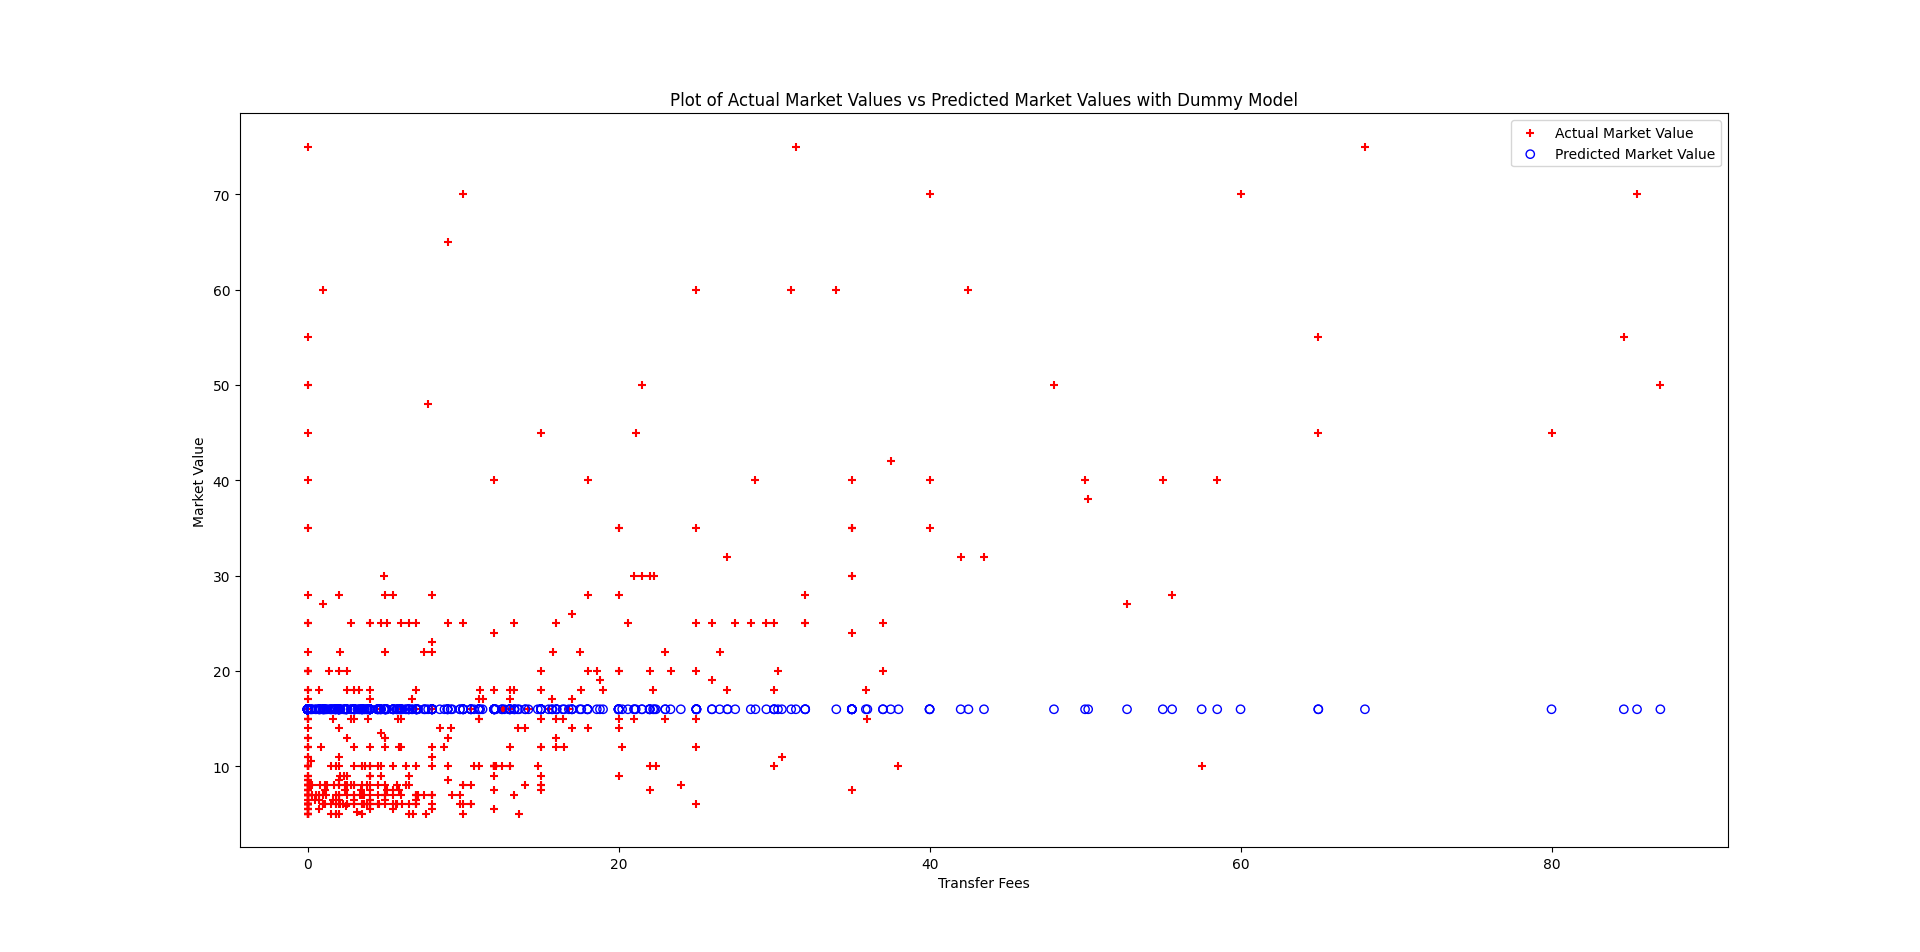 Plot of Actual Market Values vs Predicted Market Values with Dummy Model
Actual Market Value
Predicted Market Value
70
60
50
40
30
20
10
Market Value
0
20
40
60
80
Transfer Fees